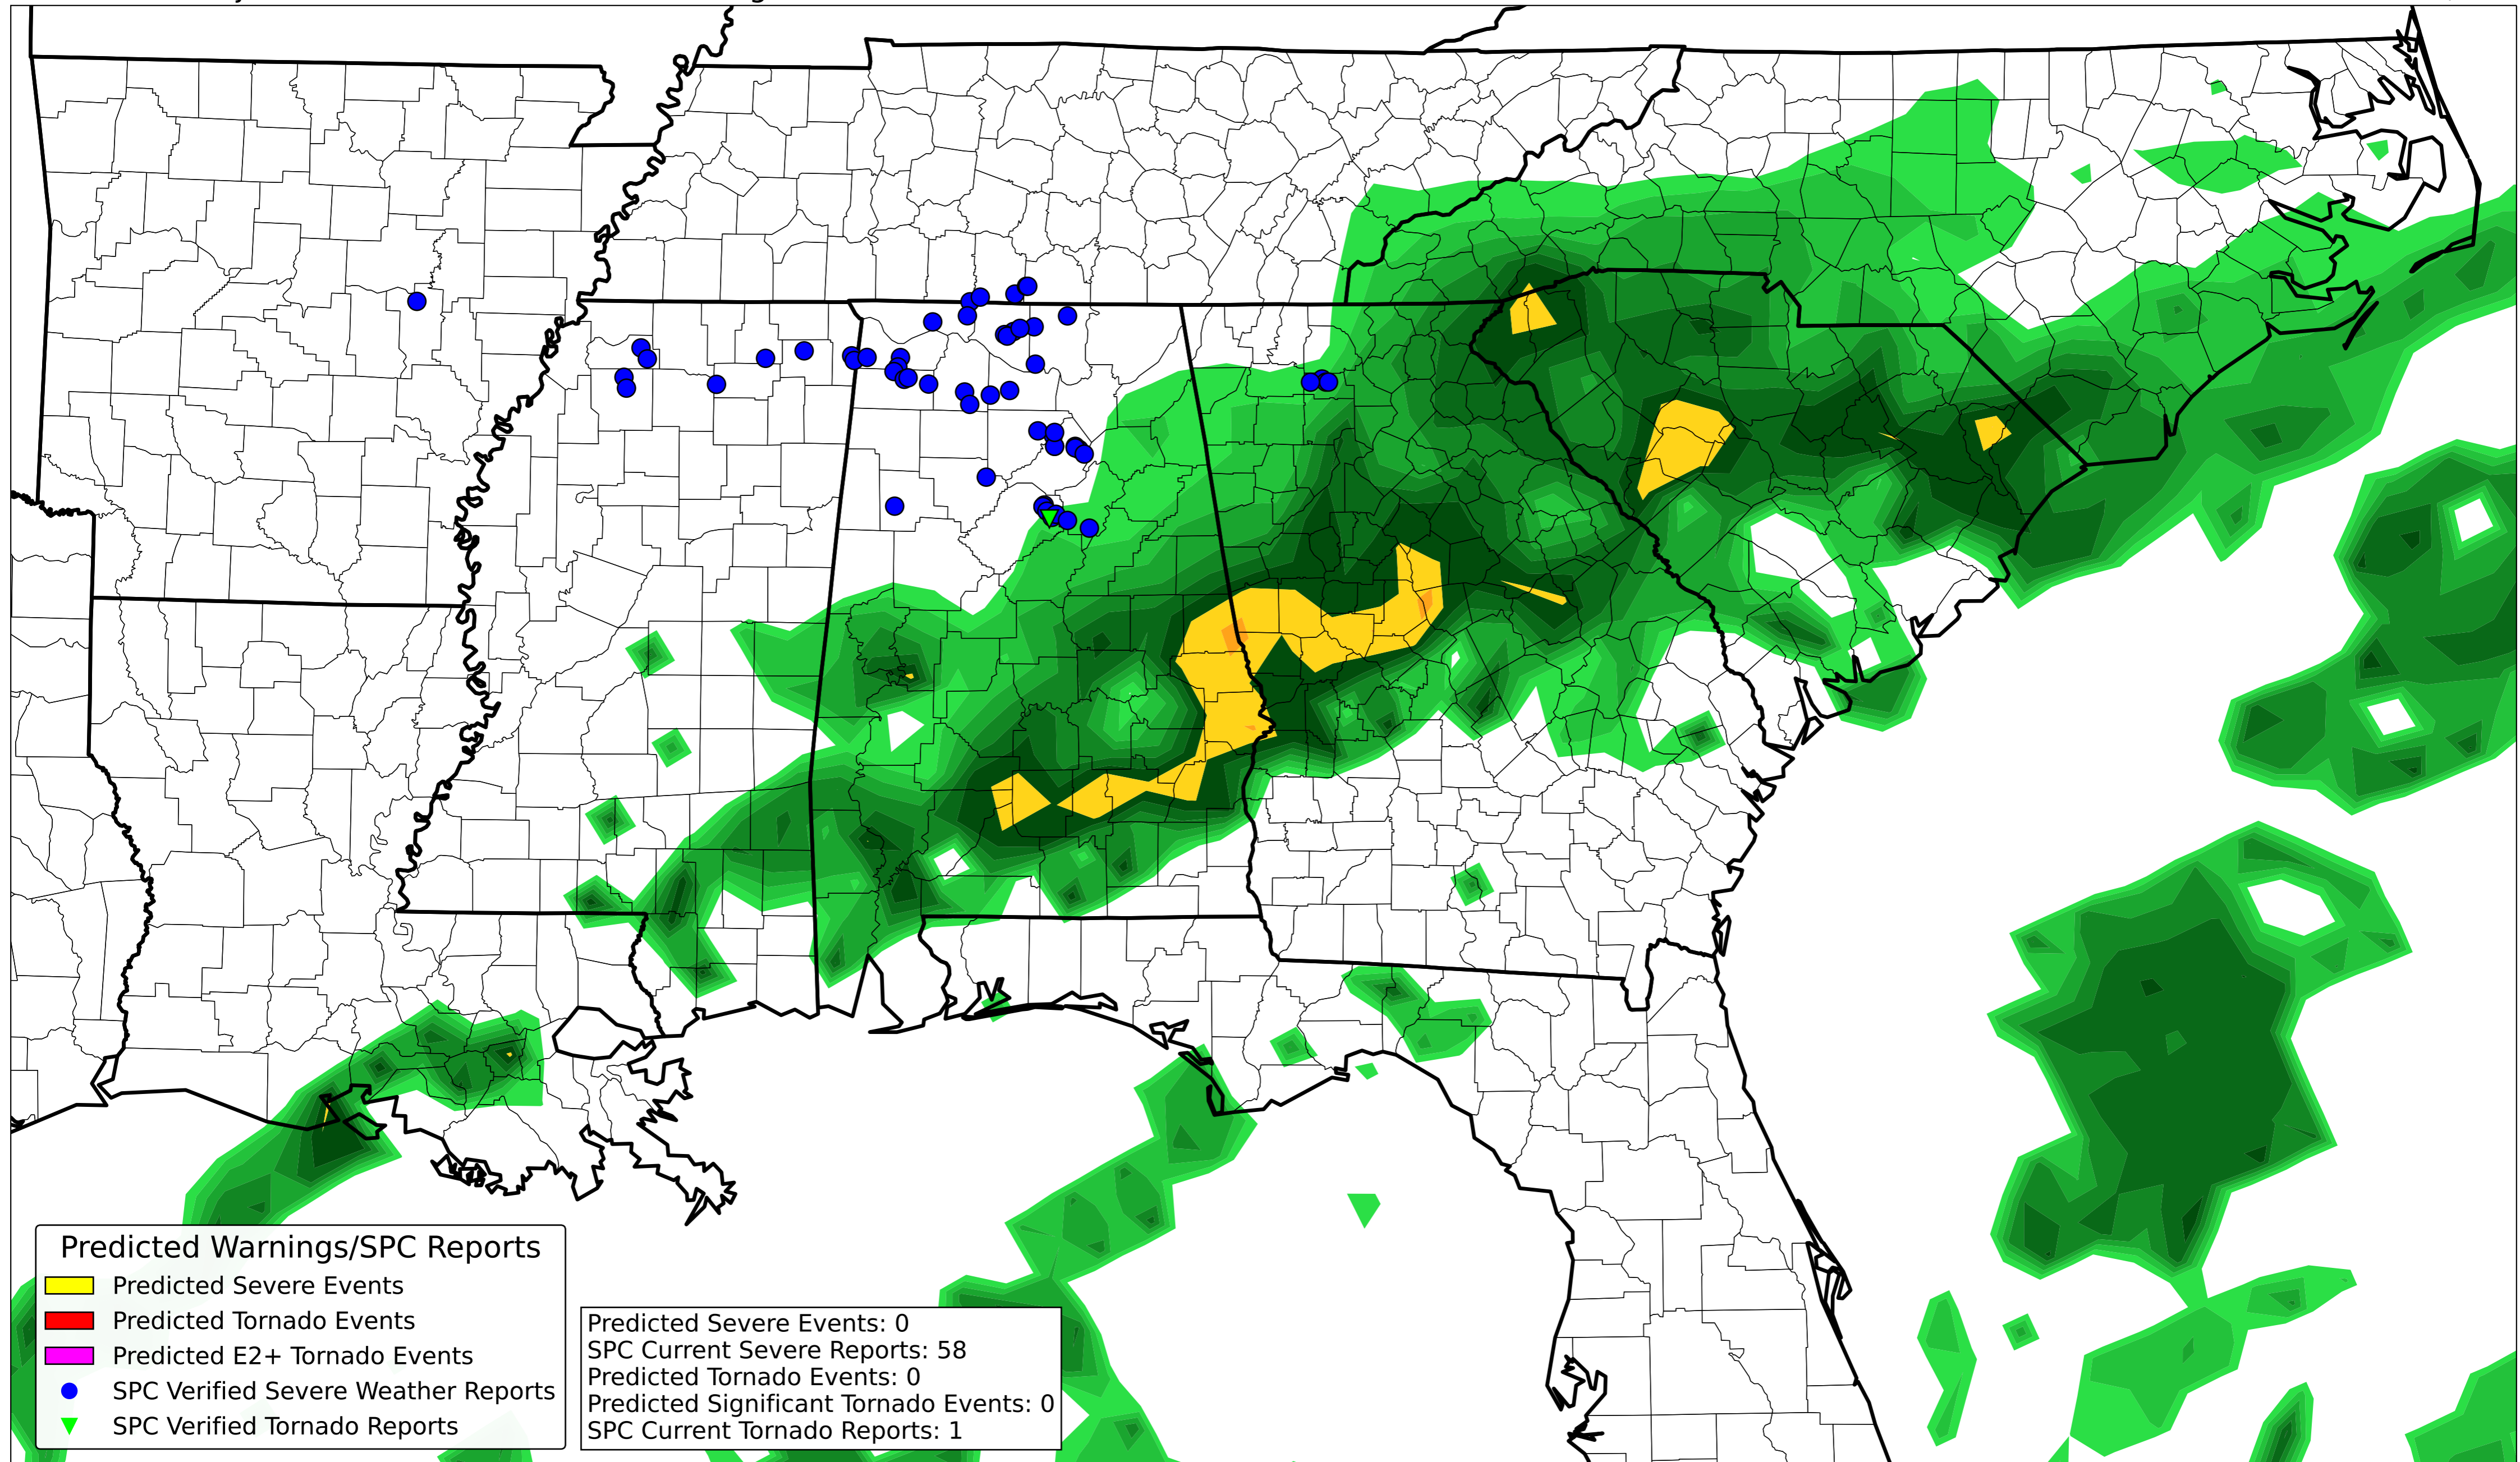 Predicted Warnings/SPC Reports
Predicted Severe Events
Predicted Tornado Events
Predicted E2+ Tornado Events
SPC Verified Severe Weather Reports
SPC Verified Tornado Reports
Predicted Severe Events: 0
SPC Current Severe Reports: 58
Predicted Tornado Events: 0
Predicted Significant Tornado Events: 0
SPC Current Tornado Reports: 1